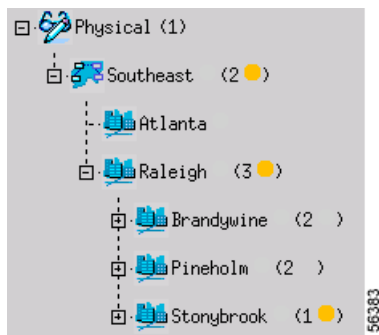 Physical (1)
Southeast (2 )
Atlanta
Raleigh (3 )
Brandywine (2 )
Pineholm (2 )
Stonybrook (1 )
56383